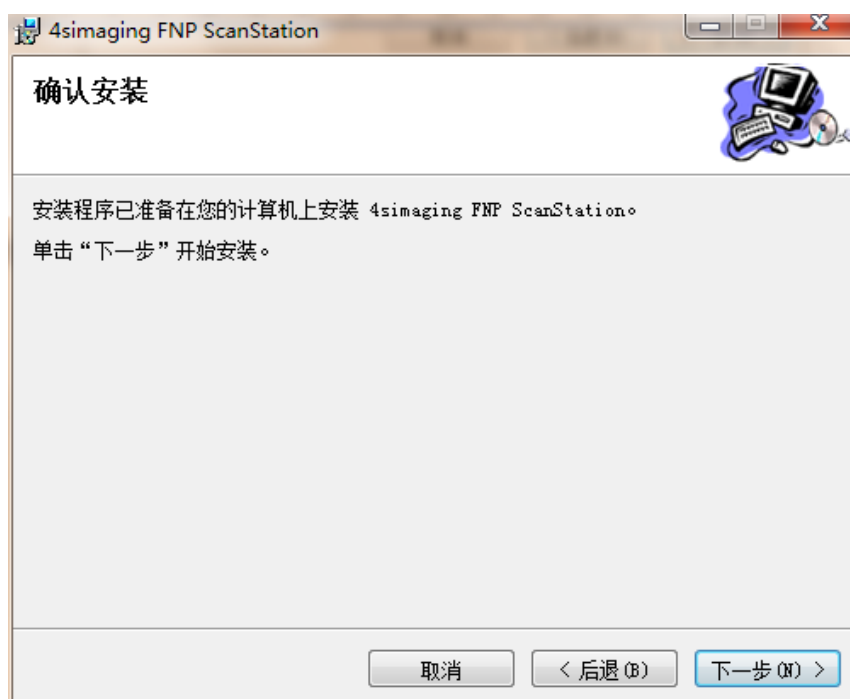 4simaging FNP ScanStation
确认安装
安装程序已准备在您的计算机上安装 4simaging FNP ScanStation。
单击“下一步”开始安装。
取消
< 后退(B)
下一步(N) >